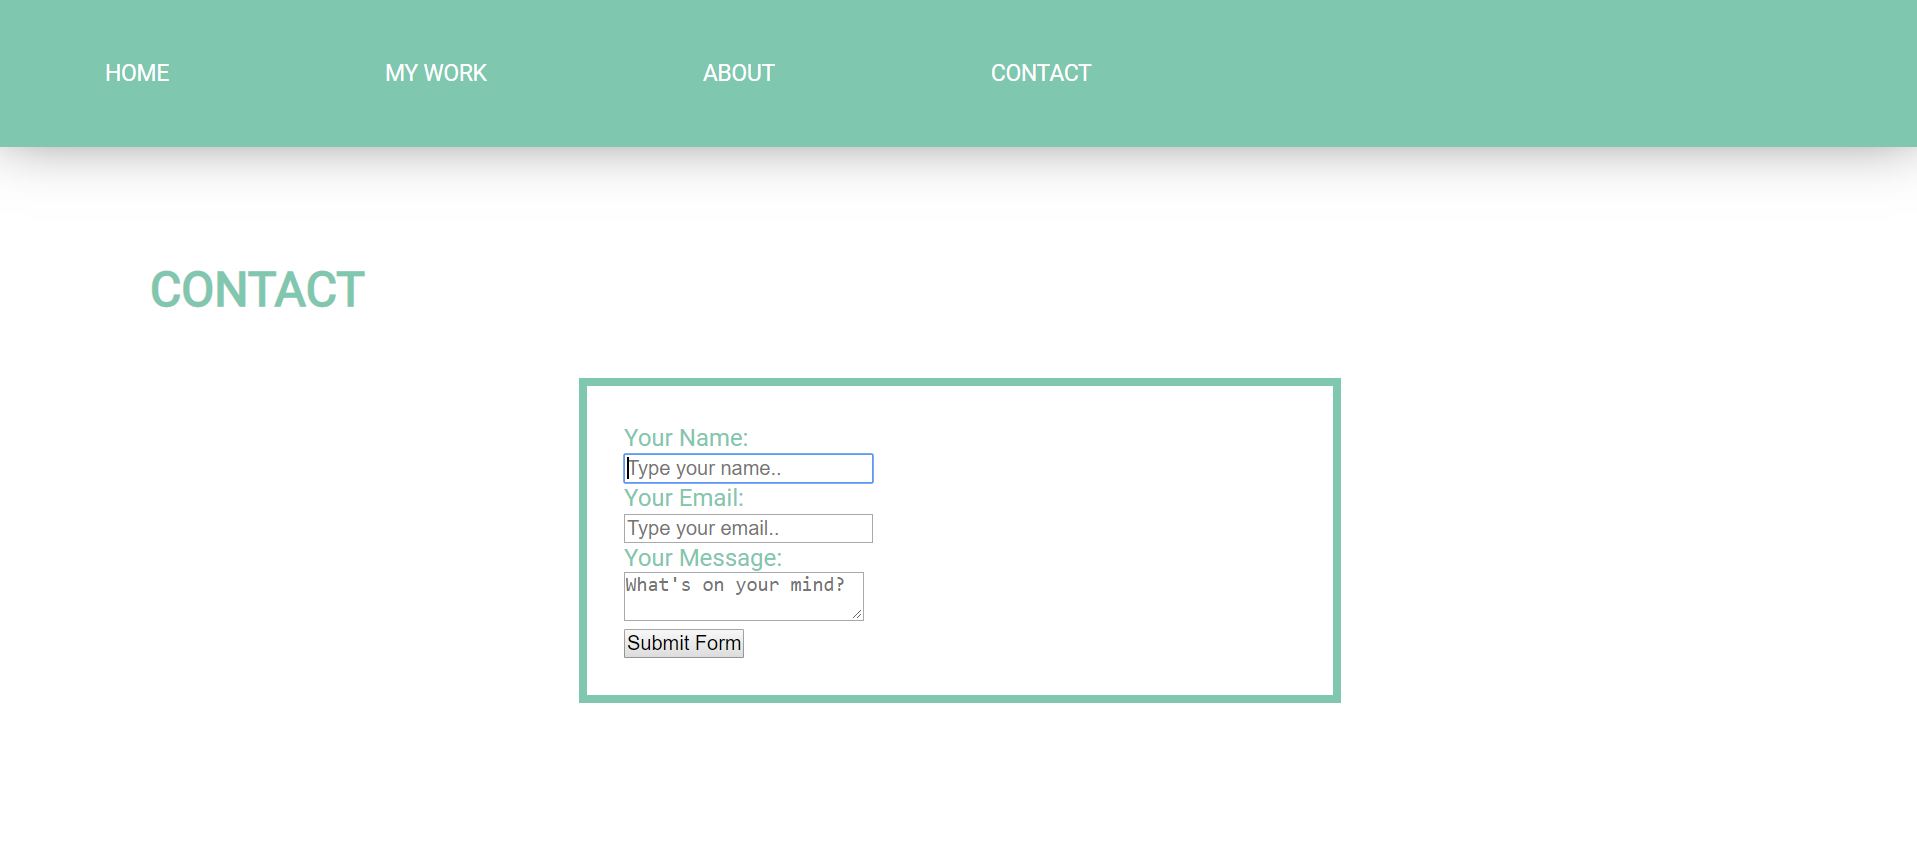 HOME MY WORK ABOUT CONTACT
CONTACT
Your Name:
Type your name..
Your Email:
Type your email..
Your Message:
What's on your mind?
Submit Form